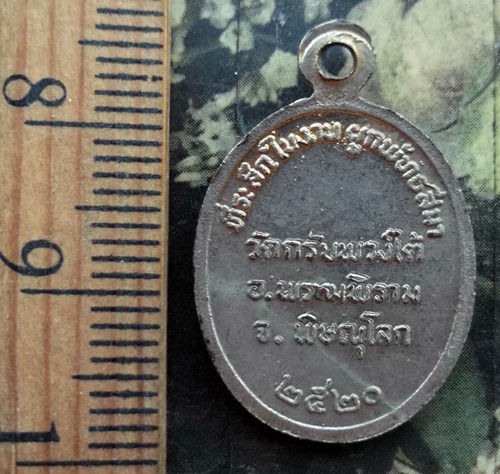 ที่ระลึกในงานผูกพัทธสีมา
วัดกรับพวงใต้
อ.พรหมพิราม
จ. พิษณุโลก
๒๕๒๐
8
9
1